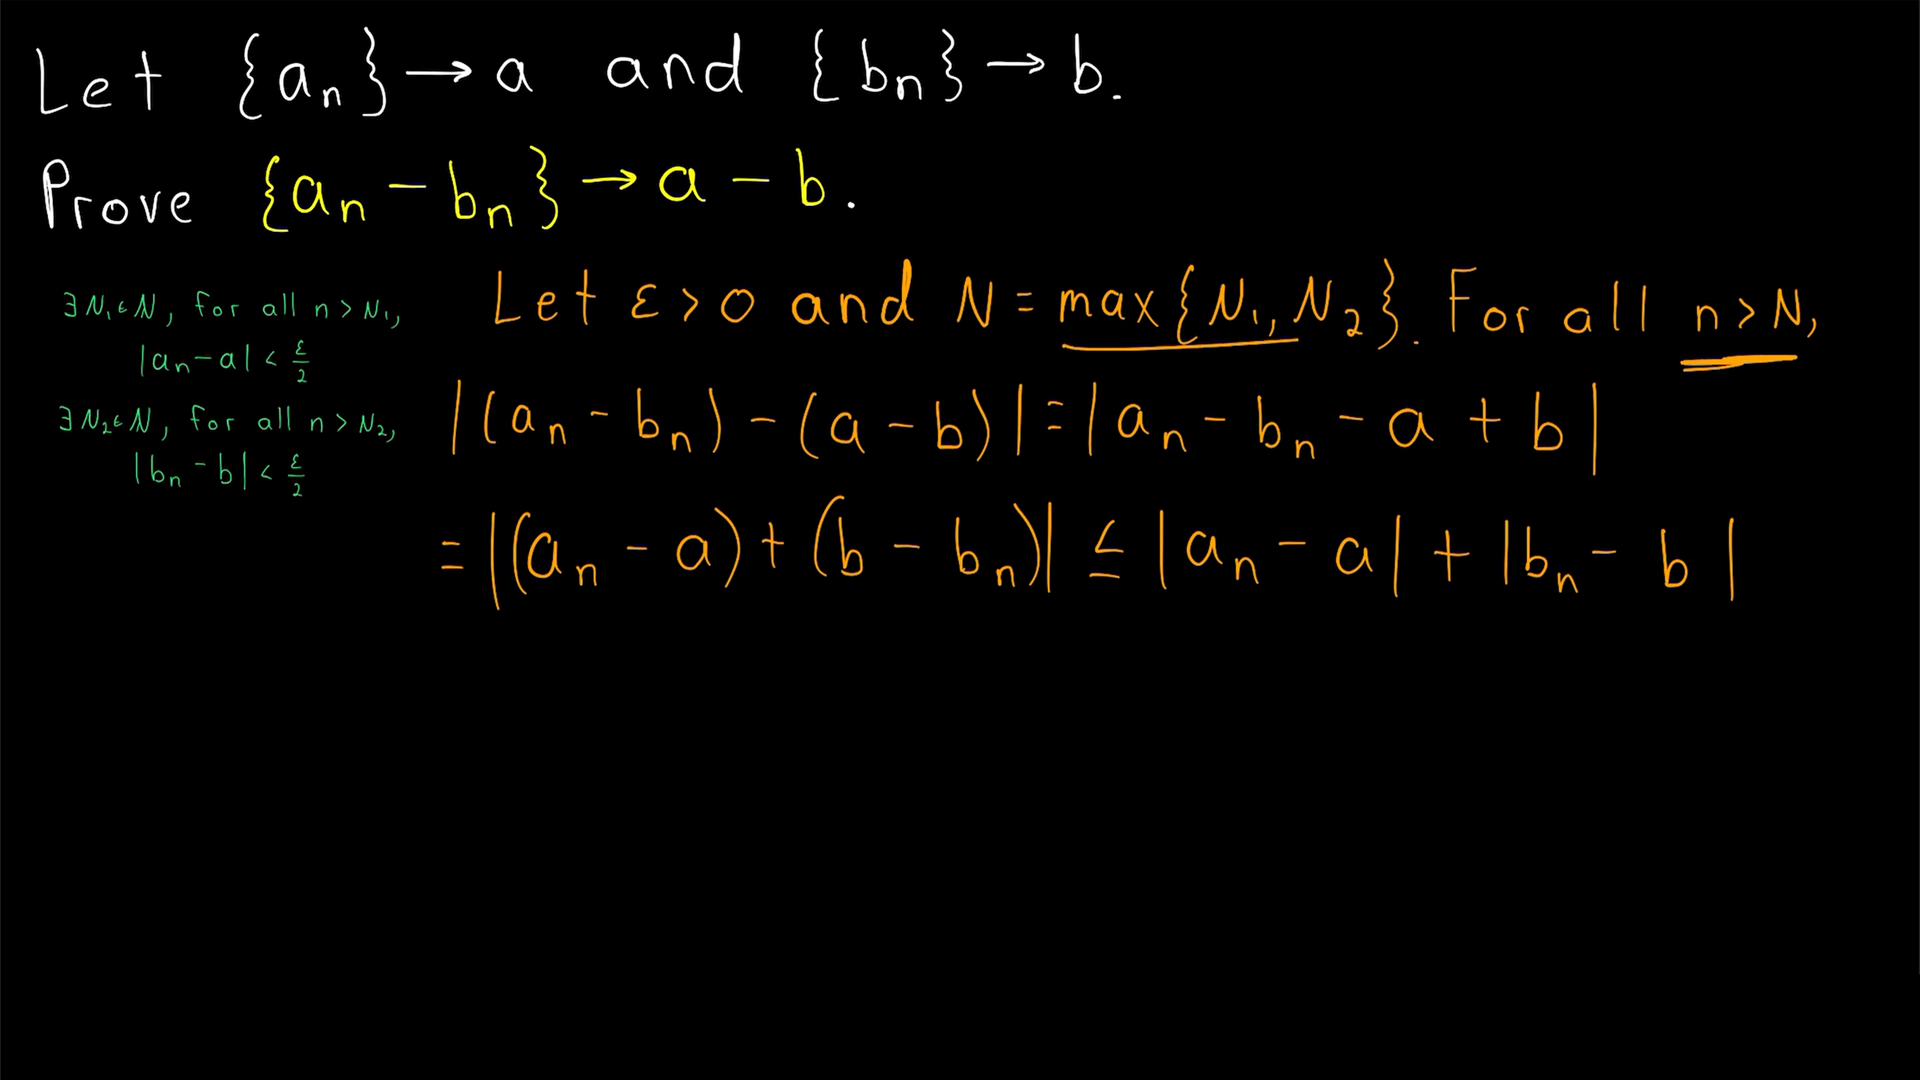 Let {aₙ} → a and {bₙ} → b.
Prove {aₙ − bₙ} → a − b.
∃ N₁ ∈ ℕ, for all n > N₁,
|aₙ − a| < ε/2
∃ N₂ ∈ ℕ, for all n > N₂,
|bₙ − b| < ε/2
Let ε > 0 and N = max{N₁, N₂}. For all n > N,
|(aₙ − bₙ) − (a − b)| = |aₙ − bₙ − a + b|
= |(aₙ − a) + (b − bₙ)| ≤ |aₙ − a| + |bₙ − b|